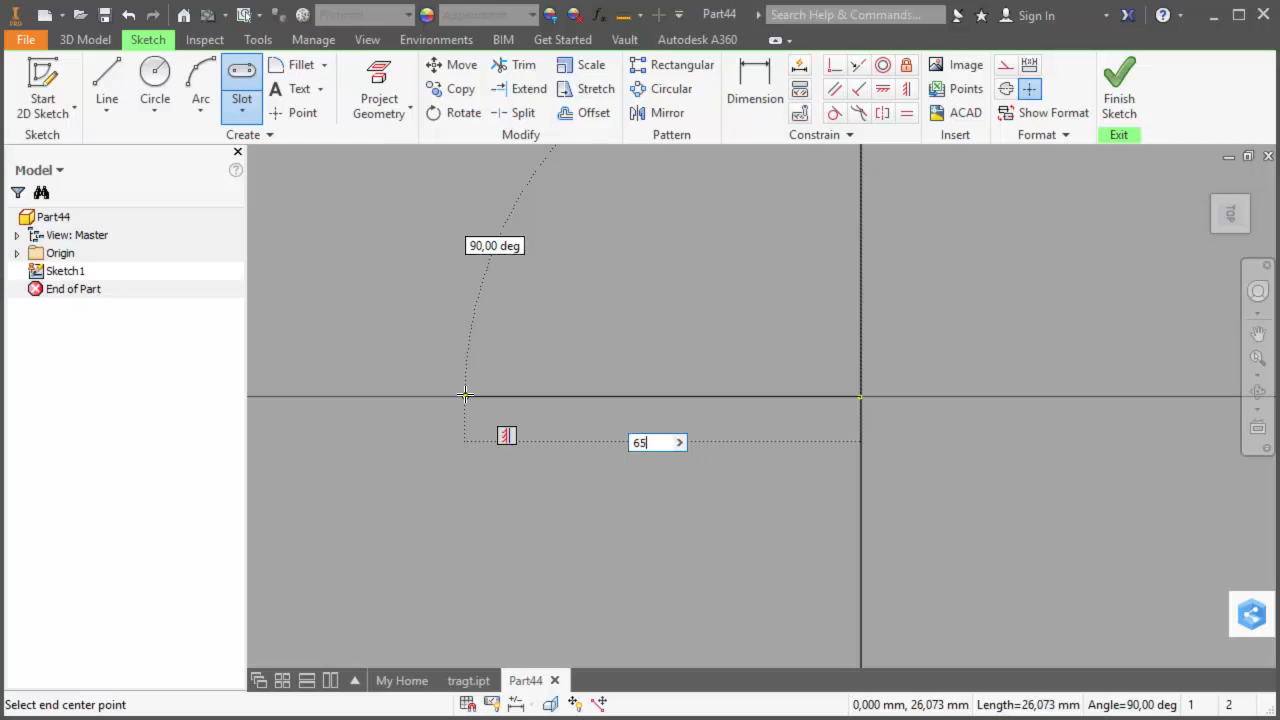 PRO
Part44
Search Help & Commands...
Sign In
File
3D Model
Sketch
Inspect
Tools
Manage
View
Environments
BIM
Get Started
Vault
Autodesk A360
Start
2D Sketch
Line
Circle
Arc
Slot
Fillet
Text
Point
Project
Geometry
Move
Copy
Rotate
Trim
Extend
Split
Scale
Stretch
Offset
Rectangular
Circular
Mirror
Dimension
Image
Points
ACAD
Show Format
Finish
Sketch
Sketch
Create
Modify
Pattern
Constrain
Insert
Format
Exit
Model
Part44
View: Master
Origin
Sketch1
End of Part
TOP
90,00 deg
65
My Home
tragt.ipt
Part44
Select end center point
0,000 mm, 26,073 mm
Length=26,073 mm
Angle=90,00 deg
1
2